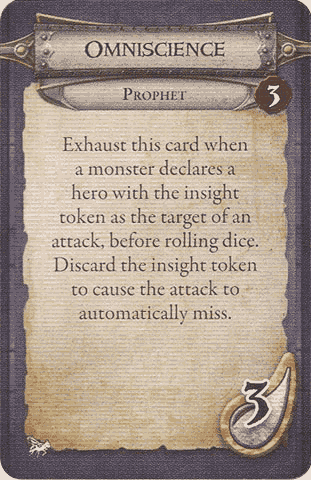 Omniscience
Prophet
3
Exhaust this card when
a monster declares a
hero with the insight
token as the target of an
attack, before rolling dice.
Discard the insight token
to cause the attack to
automatically miss.
3